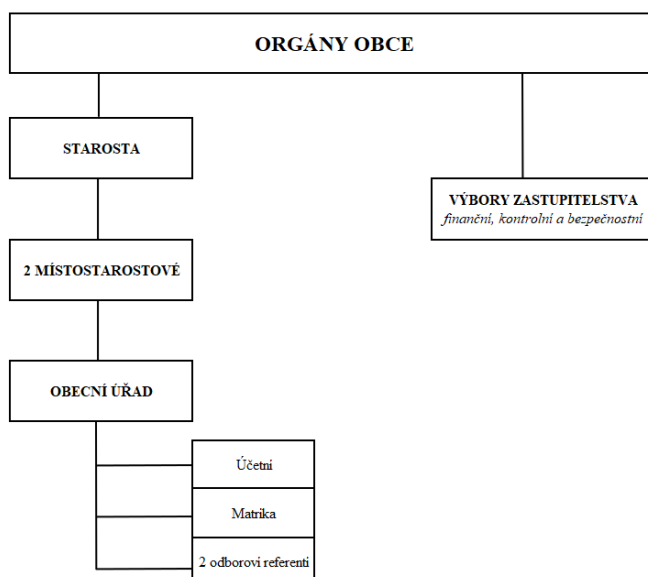 ORGÁNY OBCE
STAROSTA
VÝBORY ZASTUPITELSTVA
finanční, kontrolní a bezpečnostní
2 MÍSTOSTAROSTOVÉ
OBECNÍ ÚŘAD
Účetní
Matrika
2 odboroví referenti